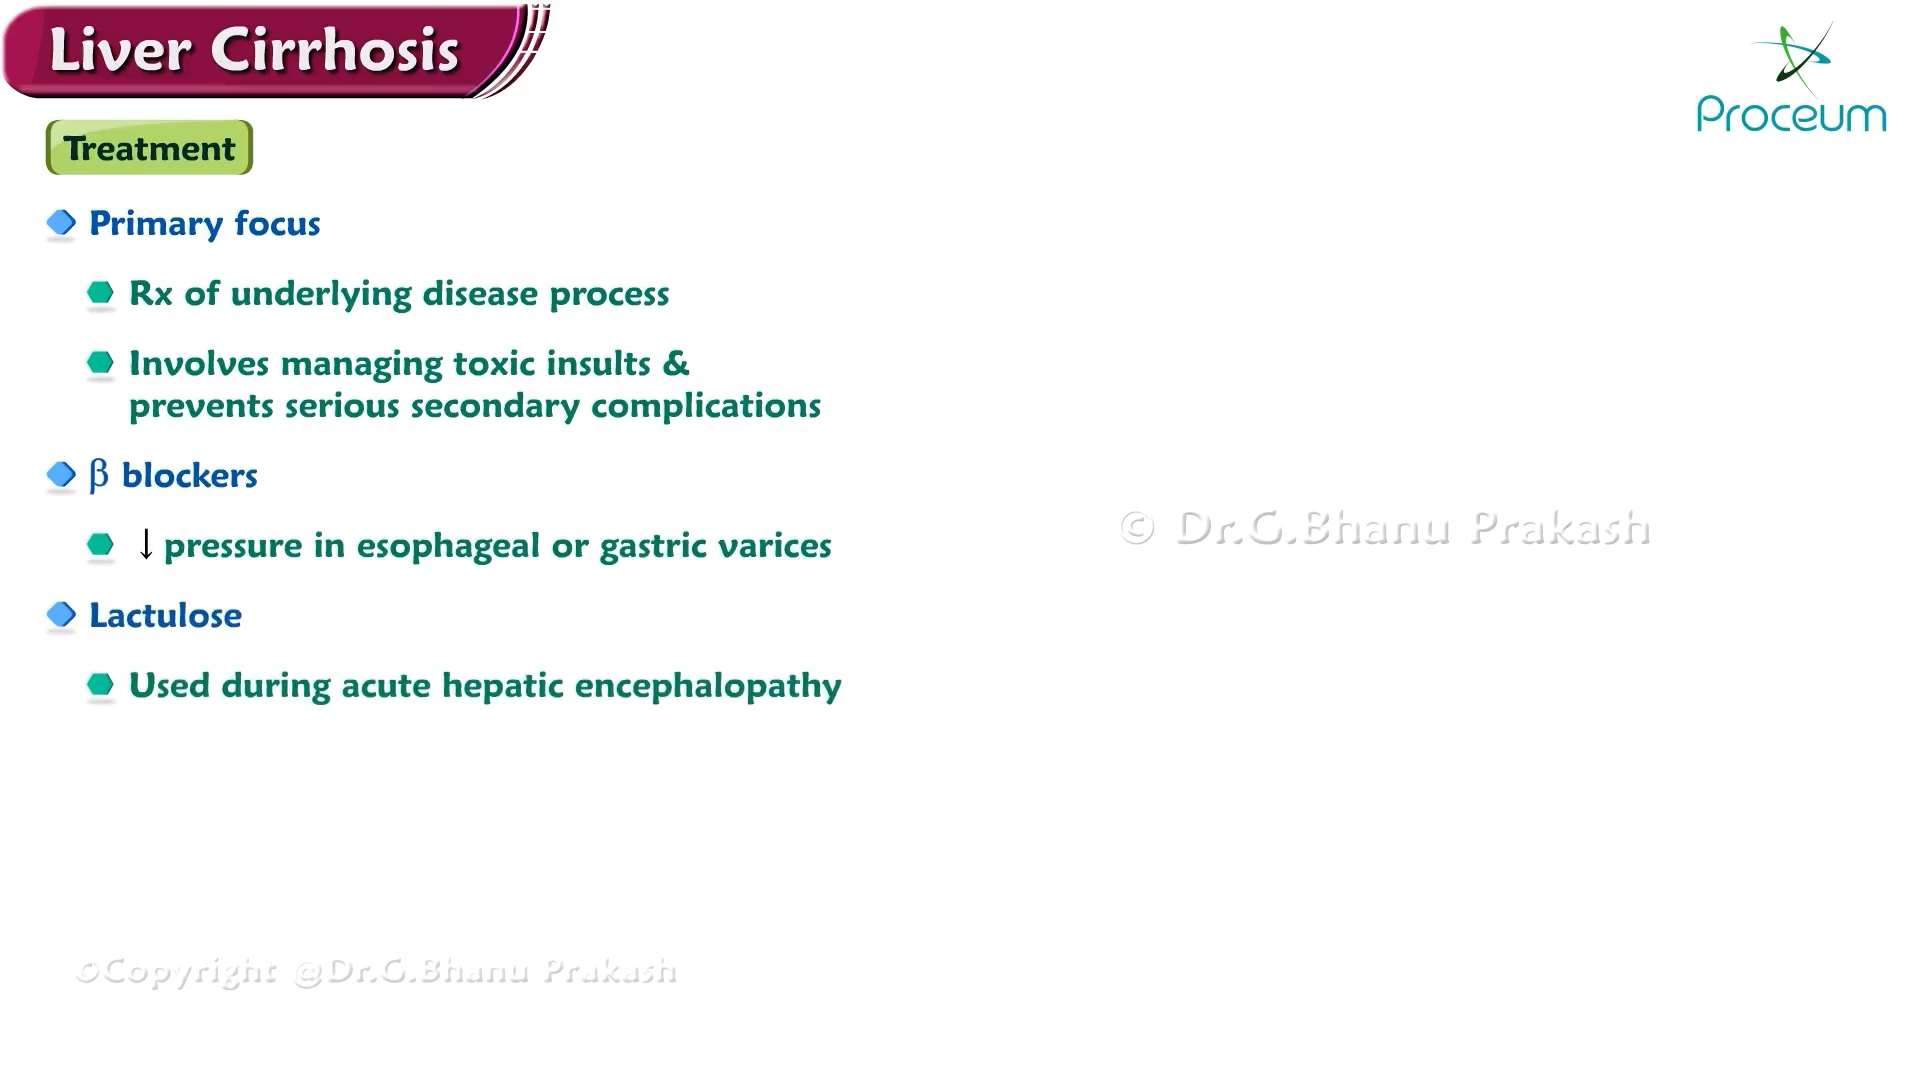 Liver Cirrhosis
Proceum
Treatment
Primary focus
Rx of underlying disease process
Involves managing toxic insults &
prevents serious secondary complications
β blockers
↓ pressure in esophageal or gastric varices
© Dr.G.Bhanu Prakash
Lactulose
Used during acute hepatic encephalopathy
©Copyright @Dr.G.Bhanu Prakash